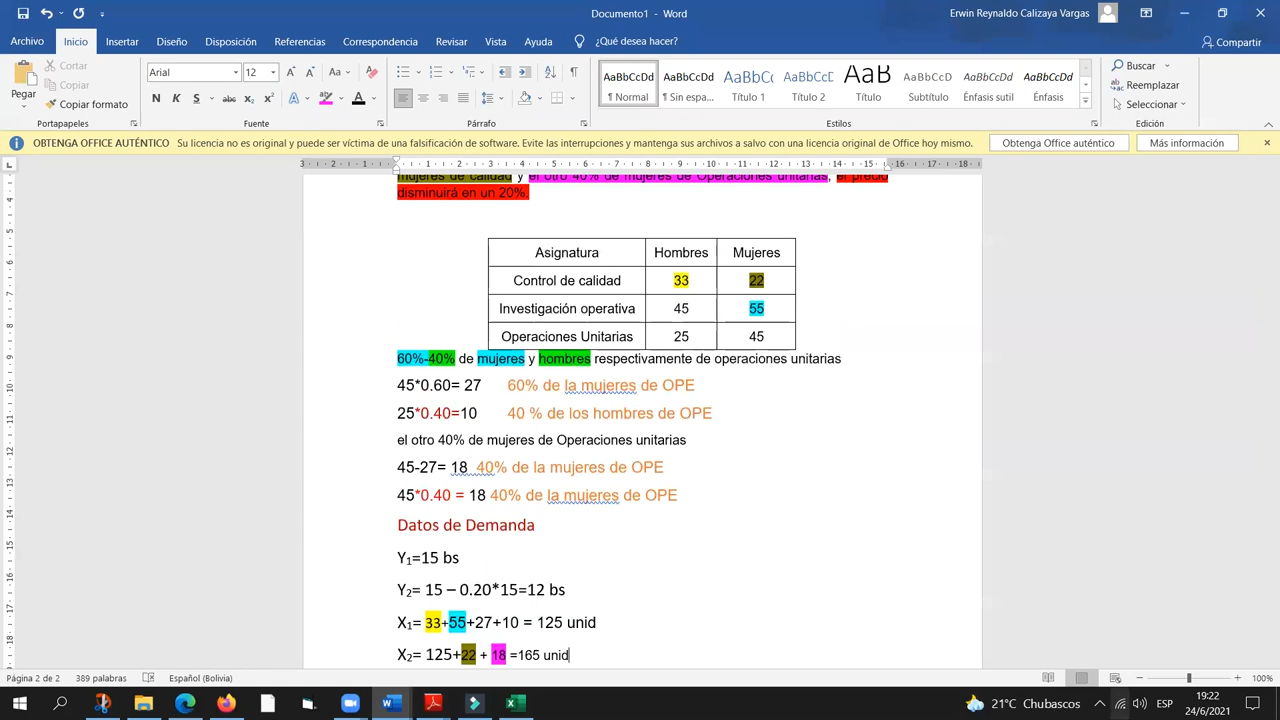 Documento1 - Word
Erwin Reynaldo Calizaya Vargas
Archivo Inicio Insertar Diseño Disposición Referencias Correspondencia Revisar Vista Ayuda ¿Qué desea hacer? Compartir
Pegar
Cortar
Copiar
Copiar formato
Portapapeles
Arial 12
N K S abc x₂ x²
Fuente
Párrafo
AaBbCcDd AaBbCcDd AaBbCc AaBbCcD AaB AaBbCcD AaBbCcDd AaBbCcDd
¶ Normal ¶ Sin espa... Título 1 Título 2 Título Subtítulo Énfasis sutil Énfasis
Estilos
Buscar
Reemplazar
Seleccionar
Edición
OBTENGA OFFICE AUTÉNTICO Su licencia no es original y puede ser víctima de una falsificación de software. Evite las interrupciones y mantenga sus archivos a salvo con una licencia original de Office hoy mismo. Obtenga Office auténtico Más información
mujeres de calidad y el otro 40% de mujeres de Operaciones unitarias, el precio
disminuirá en un 20%.
Asignatura Hombres Mujeres
Control de calidad 33 22
Investigación operativa 45 55
Operaciones Unitarias 25 45
60%-40% de mujeres y hombres respectivamente de operaciones unitarias
45*0.60= 27 60% de la mujeres de OPE
25*0.40=10 40 % de los hombres de OPE
el otro 40% de mujeres de Operaciones unitarias
45-27= 18 40% de la mujeres de OPE
45*0.40 = 18 40% de la mujeres de OPE
Datos de Demanda
Y₁=15 bs
Y₂= 15 – 0.20*15=12 bs
X₁= 33+55+27+10 = 125 unid
X₂= 125+22 + 18 =165 unid
Página 2 de 2 389 palabras Español (Bolivia) 100%
21°C Chubascos ESP 19:22
24/6/2021